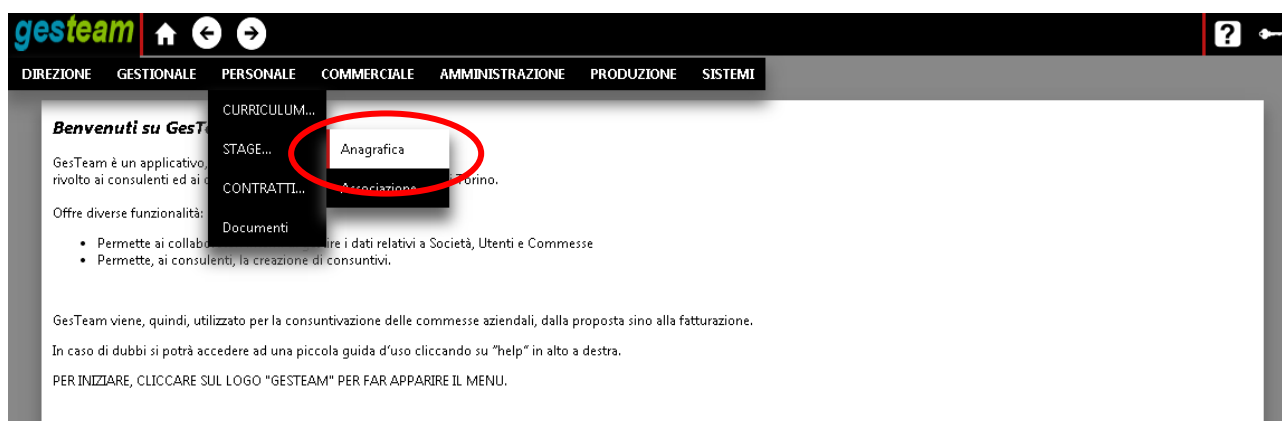 gesteam
?
DIREZIONE GESTIONALE PERSONALE COMMERCIALE AMMINISTRAZIONE PRODUZIONE SISTEMI
CURRICULUM...
STAGE...
CONTRATTI...
Documenti
Anagrafica
Associazione
Benvenuti su GesT
GesTeam è un applicativo,
rivolto ai consulenti ed ai Torino.
Offre diverse funzionalità:
• Permette ai collabo ire i dati relativi a Società, Utenti e Commesse
• Permette, ai consulenti, la creazione di consuntivi.
GesTeam viene, quindi, utilizzato per la consuntivazione delle commesse aziendali, dalla proposta sino alla fatturazione.
In caso di dubbi si potrà accedere ad una piccola guida d'uso cliccando su "help" in alto a destra.
PER INIZIARE, CLICCARE SUL LOGO "GESTEAM" PER FAR APPARIRE IL MENU.